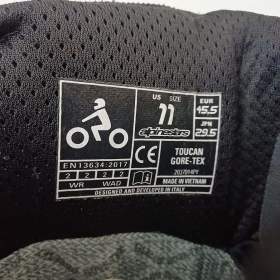 US SIZE
11
EUR
45.5
JPN
29.5
alpinestars
CE
TOUCAN
GORE-TEX
EN13634:2017
2 2 2 2
WR WAD
MADE IN VIETNAM
DESIGNED AND DEVELOPED IN ITALY